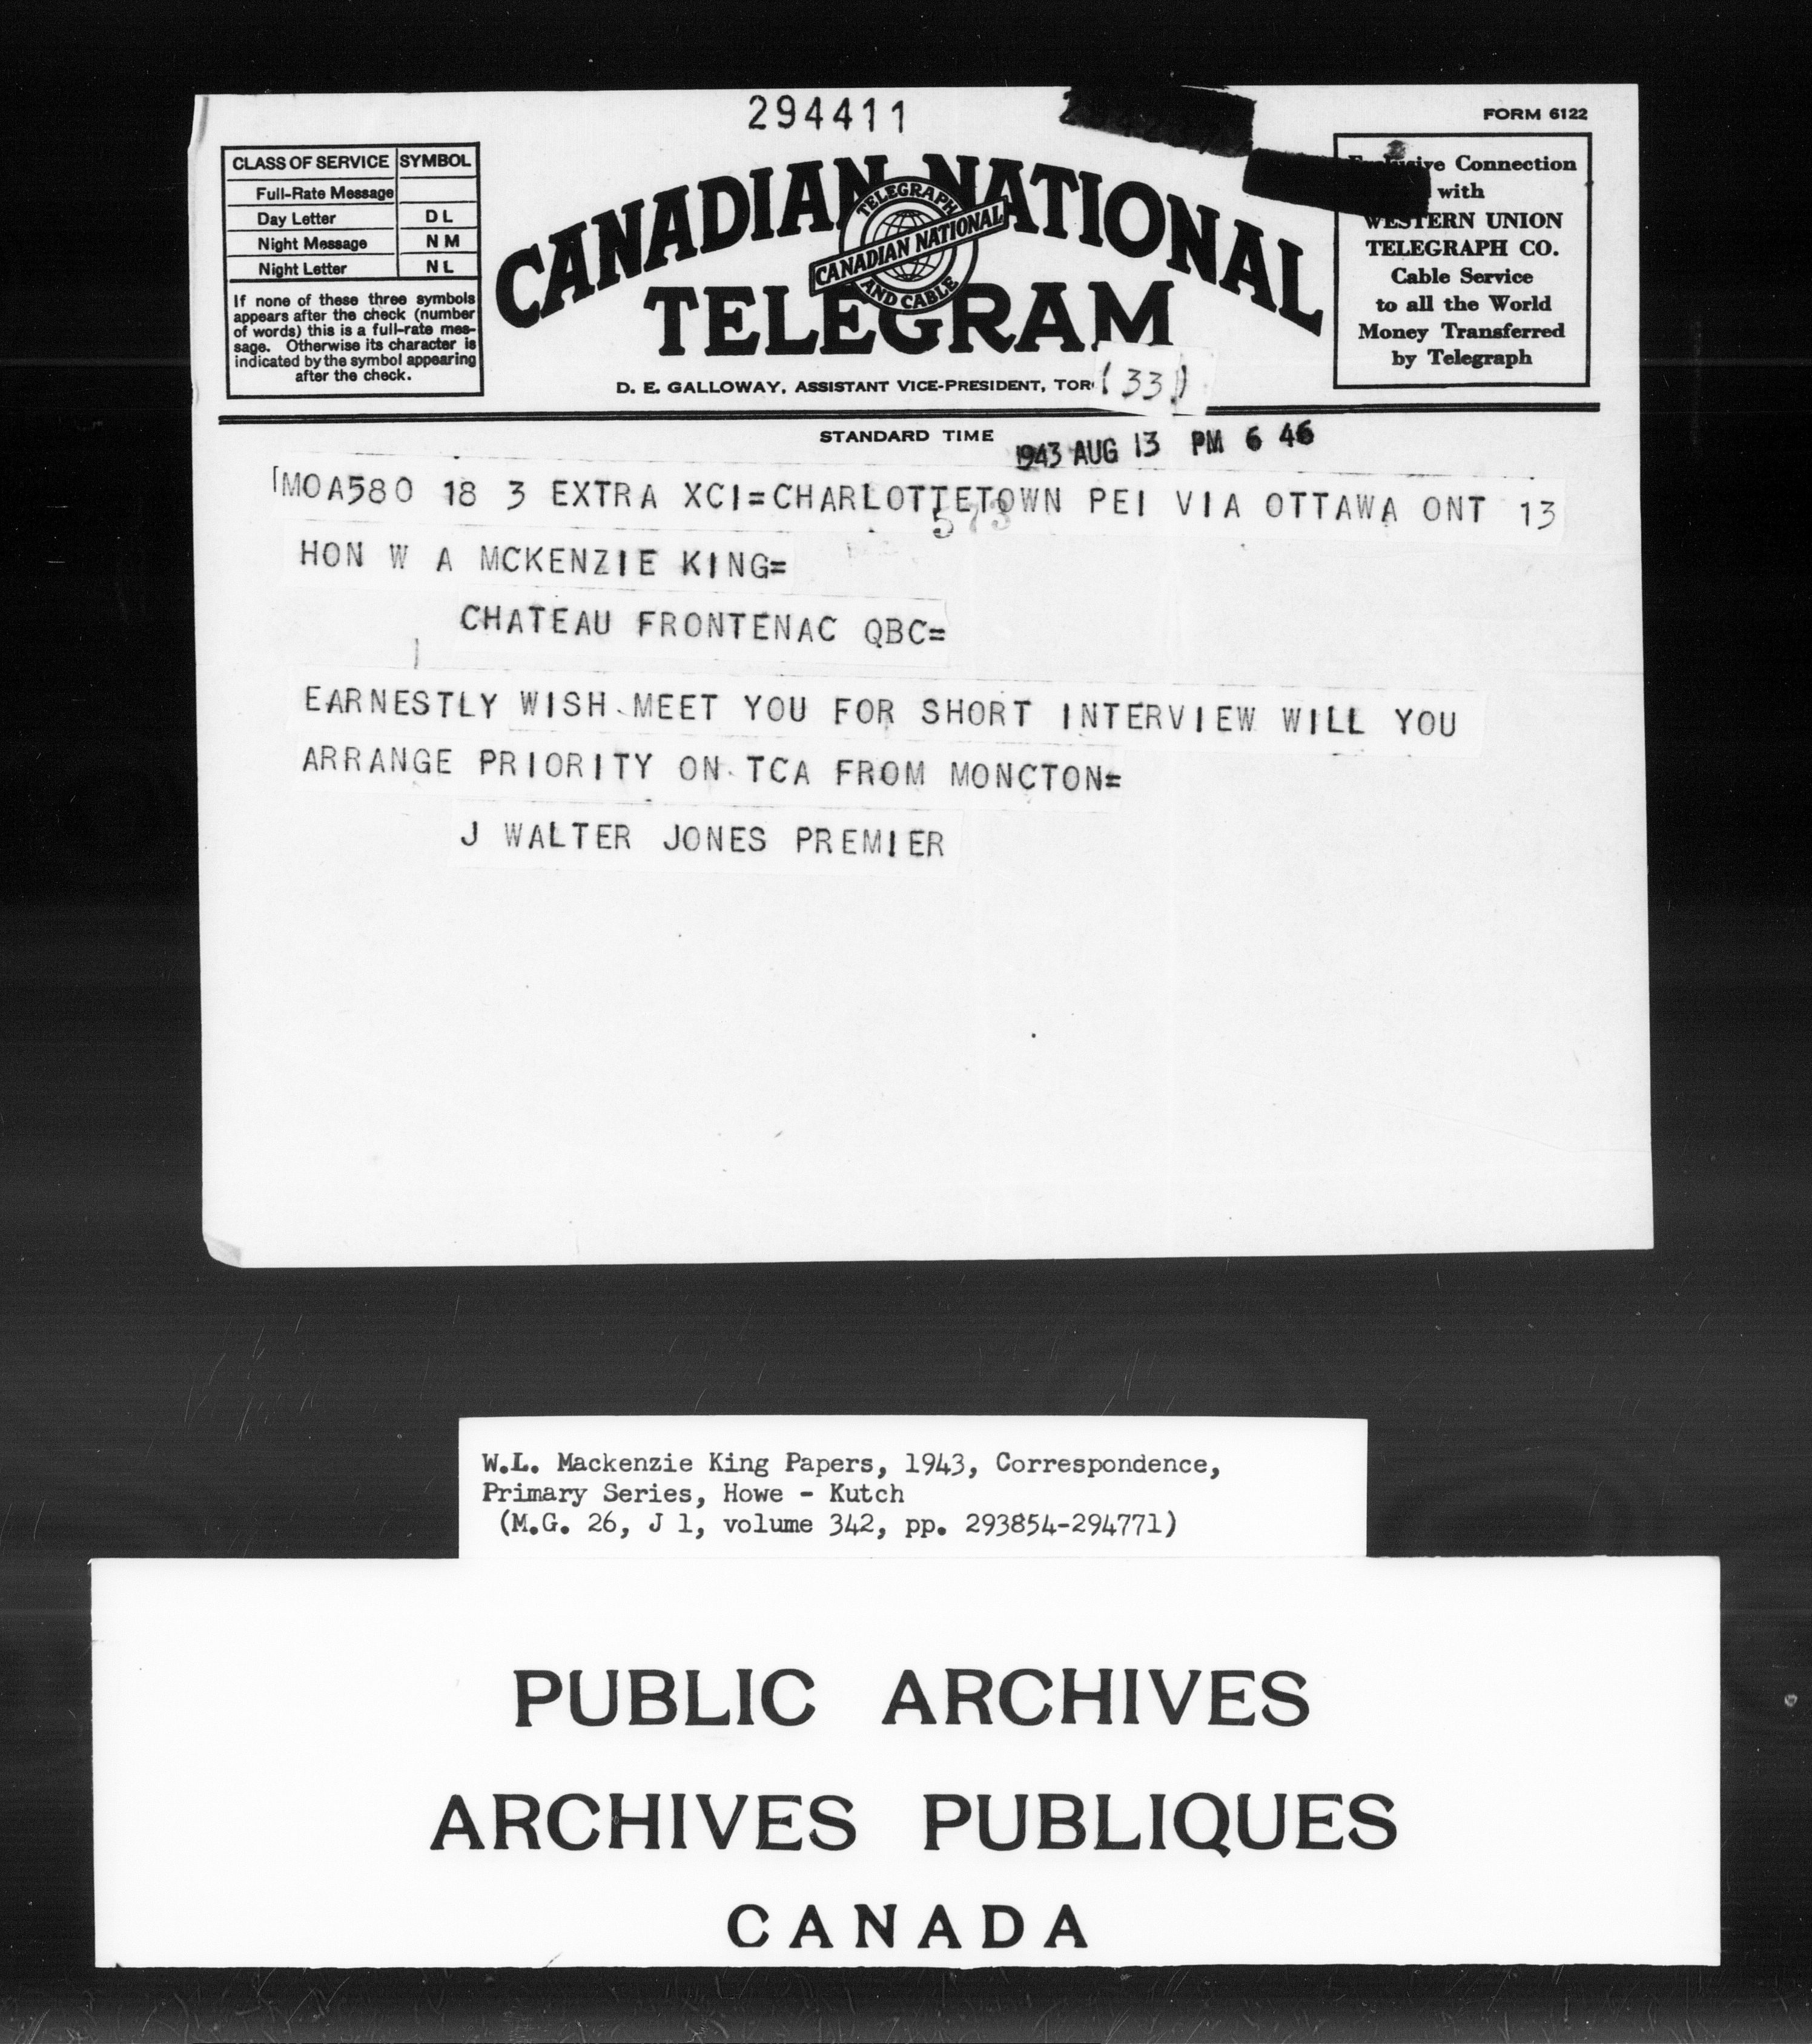 294411
FORM 6122
CLASS OF SERVICE SYMBOL
Full-Rate Message
Day Letter D L
Night Message N M
Night Letter N L
If none of these three symbols
appears after the check (number
of words) this is a full-rate mes-
sage. Otherwise its character is
indicated by the symbol appearing
after the check.
CANADIAN NATIONAL
TELEGRAM
TELEGRAPH
CANADIAN NATIONAL
AND CABLE
Connection
with
WESTERN UNION
TELEGRAPH CO.
Cable Service
to all the World
Money Transferred
by Telegraph
D. E. GALLOWAY, ASSISTANT VICE-PRESIDENT, TOR
(33)
STANDARD TIME
1943 AUG 13 PM 6 46
MOA580 18 3 EXTRA XCI=CHARLOTTETOWN PEI VIA OTTAWA ONT 13
573
HON W A MCKENZIE KING=
CHATEAU FRONTENAC QBC=
EARNESTLY WISH MEET YOU FOR SHORT INTERVIEW WILL YOU
ARRANGE PRIORITY ON TCA FROM MONCTON=
J WALTER JONES PREMIER
W.L. Mackenzie King Papers, 1943, Correspondence,
Primary Series, Howe - Kutch
(M.G. 26, J 1, volume 342, pp. 293854-294771)
PUBLIC ARCHIVES
ARCHIVES PUBLIQUES
CANADA